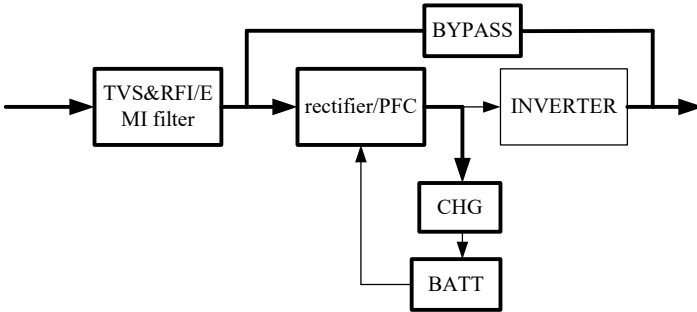 BYPASS
TVS&RFI/E
MI filter
rectifier/PFC
INVERTER
CHG
BATT